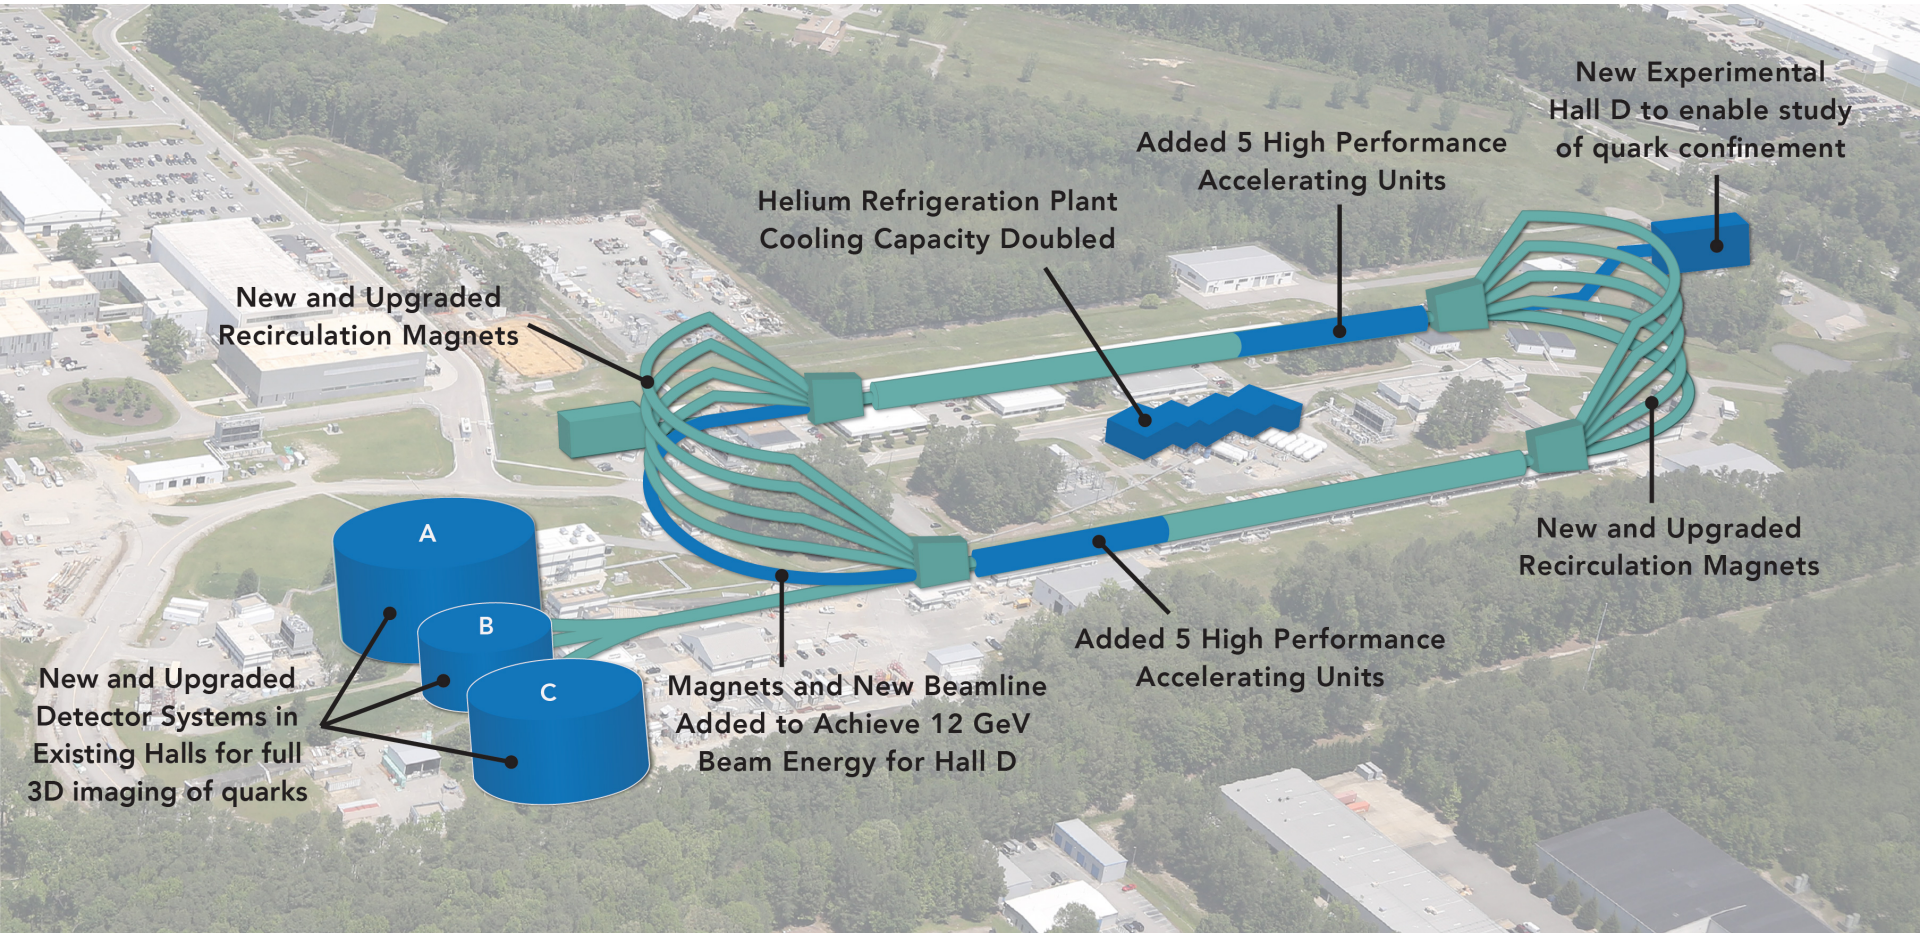 New Experimental
Hall D to enable study
of quark confinement
Added 5 High Performance
Accelerating Units
Helium Refrigeration Plant
Cooling Capacity Doubled
New and Upgraded
Recirculation Magnets
A
B
C
New and Upgraded
Detector Systems in
Existing Halls for full
3D imaging of quarks
Magnets and New Beamline
Added to Achieve 12 GeV
Beam Energy for Hall D
Added 5 High Performance
Accelerating Units
New and Upgraded
Recirculation Magnets